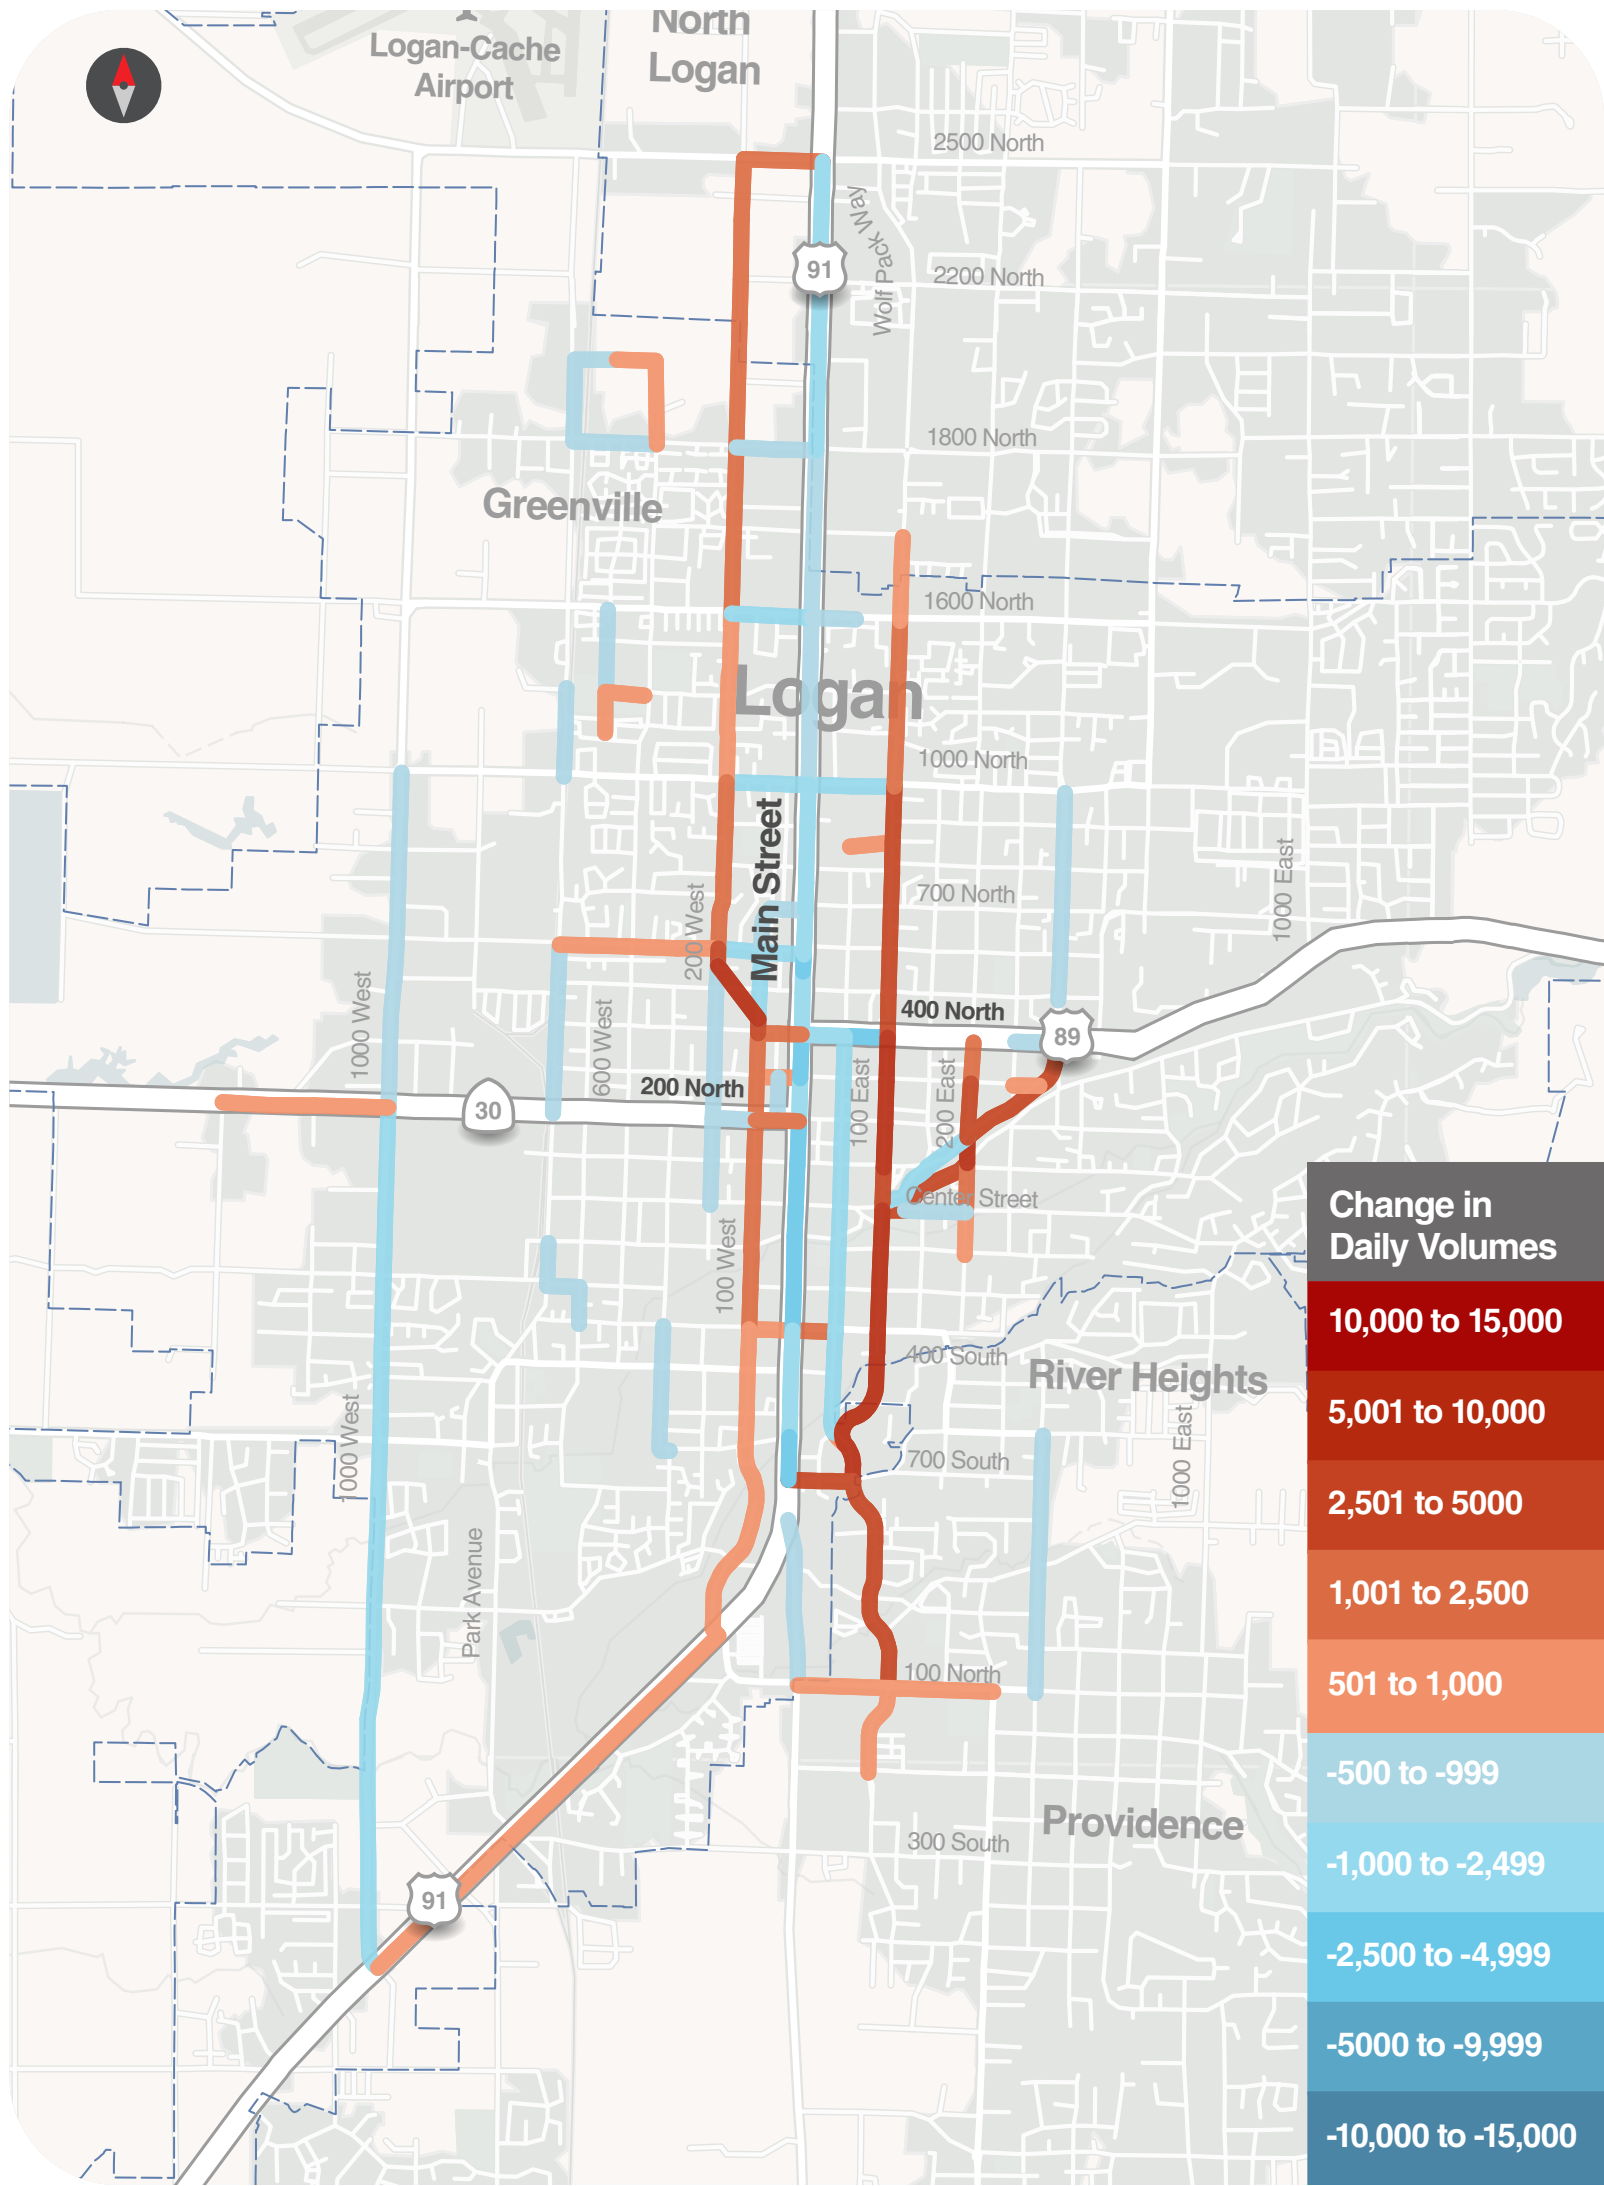 North
Logan
Logan-Cache
Airport
2500 North
Wolf Pack Way
91
2200 North
1800 North
Greenville
1600 North
Logan
1000 North
Main Street
700 North
1000 East
200 West
1000 West
600 West
400 North
89
200 North
30
100 East
200 East
Center Street
100 West
Change in
Daily Volumes
10,000 to 15,000
5,001 to 10,000
2,501 to 5000
1,001 to 2,500
501 to 1,000
-500 to -999
-1,000 to -2,499
-2,500 to -4,999
-5000 to -9,999
-10,000 to -15,000
400 South
River Heights
1000 West
1000 East
700 South
Park Avenue
100 North
Providence
300 South
91